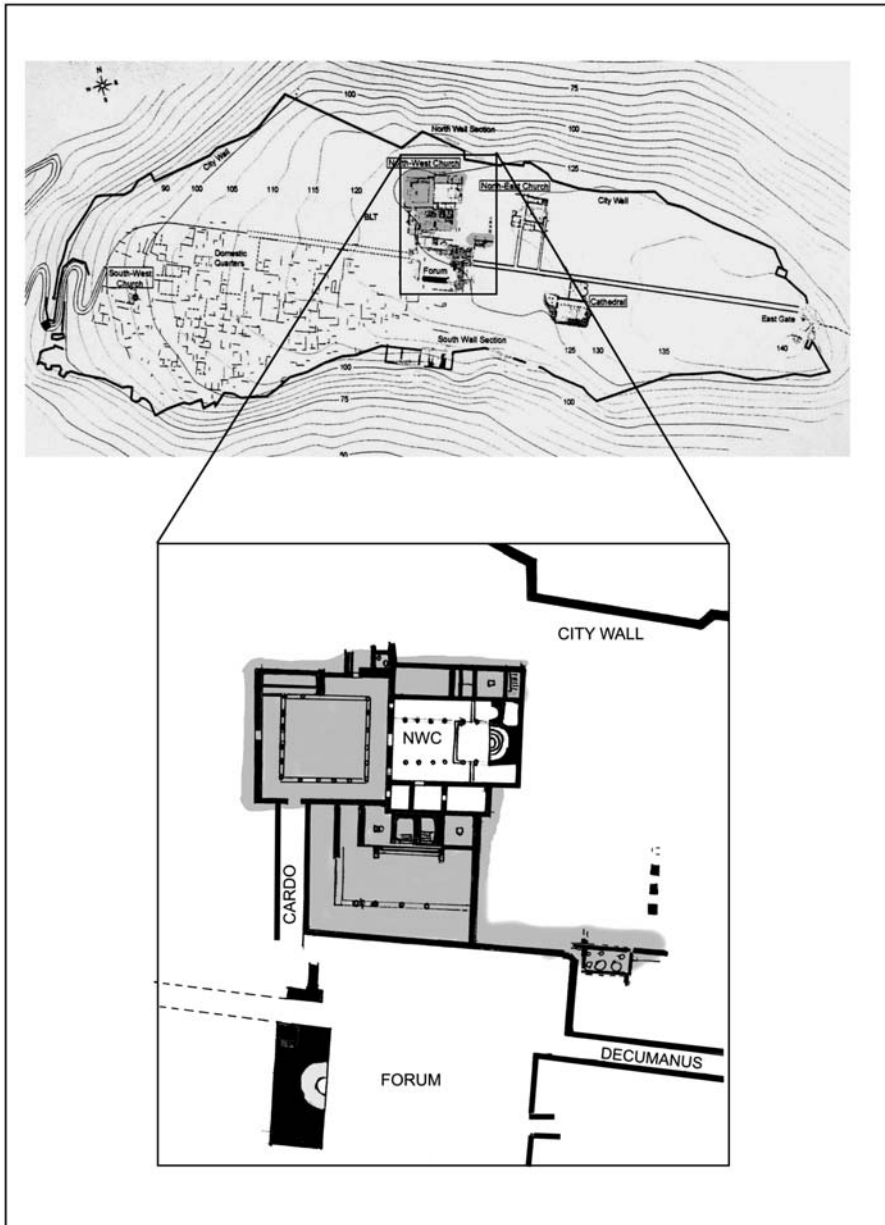 N
100
75
North Wall Section
100
City Wall
125
North-West Church
90
100
105
110
115
120
North-East Church
City Wall
BLT
Domestic
Quarters
South-West
Church
Forum
Cathedral
East Gate
South Wall Section
125
130
135
140
100
75
100
50
CITY WALL
NWC
CARDO
DECUMANUS
FORUM